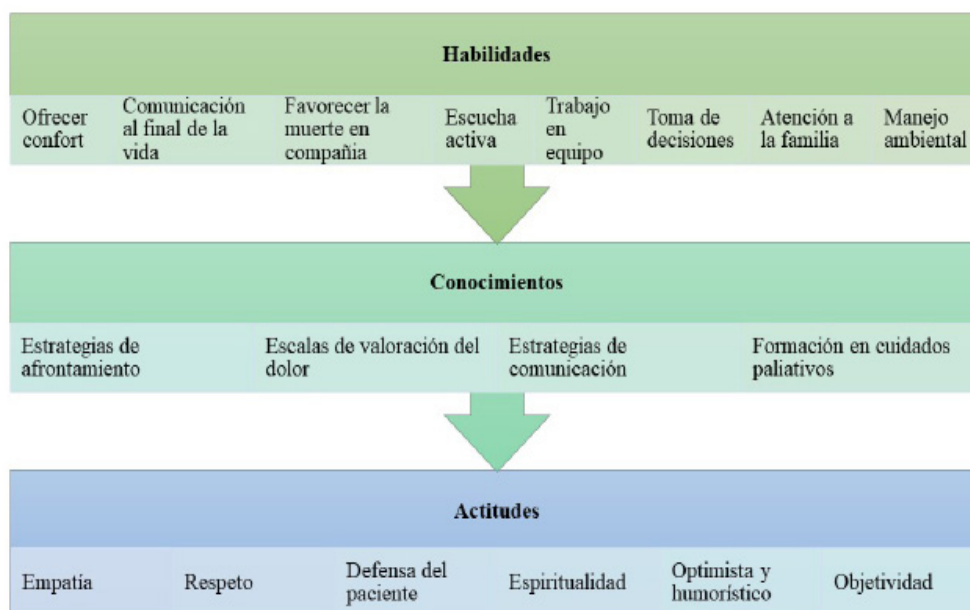 Habilidades
Ofrecer
confort
Comunicación
al final de la
vida
Favorecer la
muerte en
compañia
Escucha
activa
Trabajo
en
equipo
Toma de
decisiones
Atención a
la familia
Manejo
ambiental
Conocimientos
Estrategias de
afrontamiento
Escalas de valoración del
dolor
Estrategias de
comunicación
Formación en cuidados
paliativos
Actitudes
Empatía
Respeto
Defensa del
paciente
Espiritualidad
Optimista y
humorístico
Objetividad